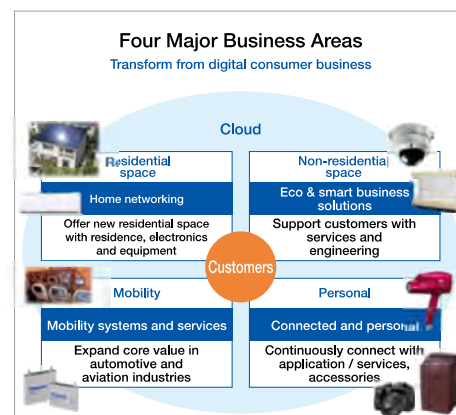 Four Major Business Areas
Transform from digital consumer business
Cloud
Residential
space
Home networking
Offer new residential space
with residence, electronics
and equipment
Non-residential
space
Eco & smart business
solutions
Support customers with
services and
engineering
Customers
Mobility
Mobility systems and services
Expand core value in
automotive and
aviation industries
Personal
Connected and personal
Continuously connect with
application / services,
accessories